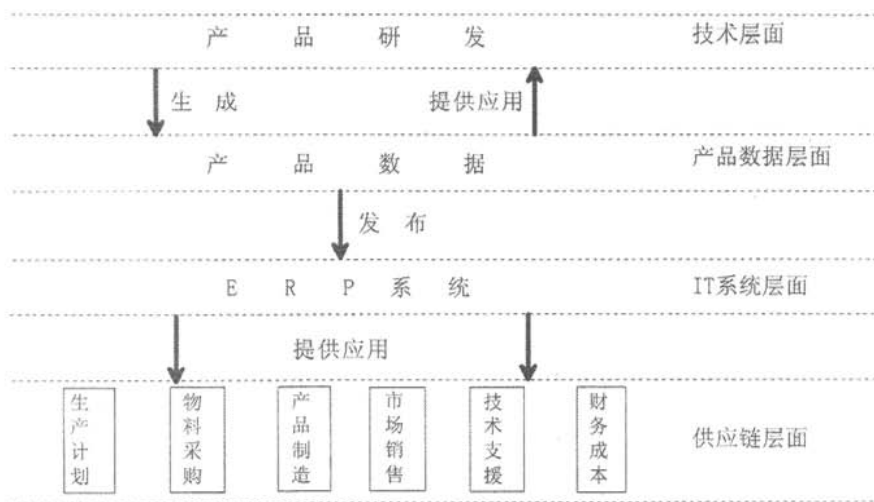 产品研发 技术层面
生成 提供应用
产品数据 产品数据层面
发布
ERP系统 IT系统层面
提供应用
生产计划
物料采购
产品制造
市场销售
技术支援
财务成本
供应链层面